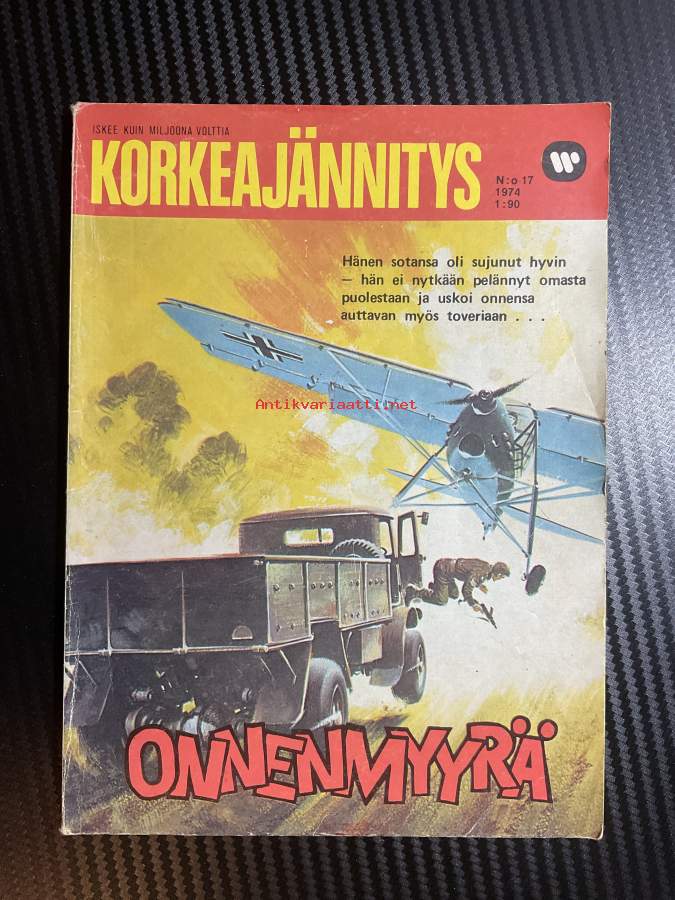 ISKEE KUIN MILJOONA VOLTTIA
KORKEAJÄNNITYS
N:o 17
1974
1:90
Hänen sotansa oli sujunut hyvin
— hän ei nytkään pelännyt omasta
puolestaan ja uskoi onnensa
auttavan myös toveriaan . . .
Antikvariaatti.net
ONNENMYYRÄ